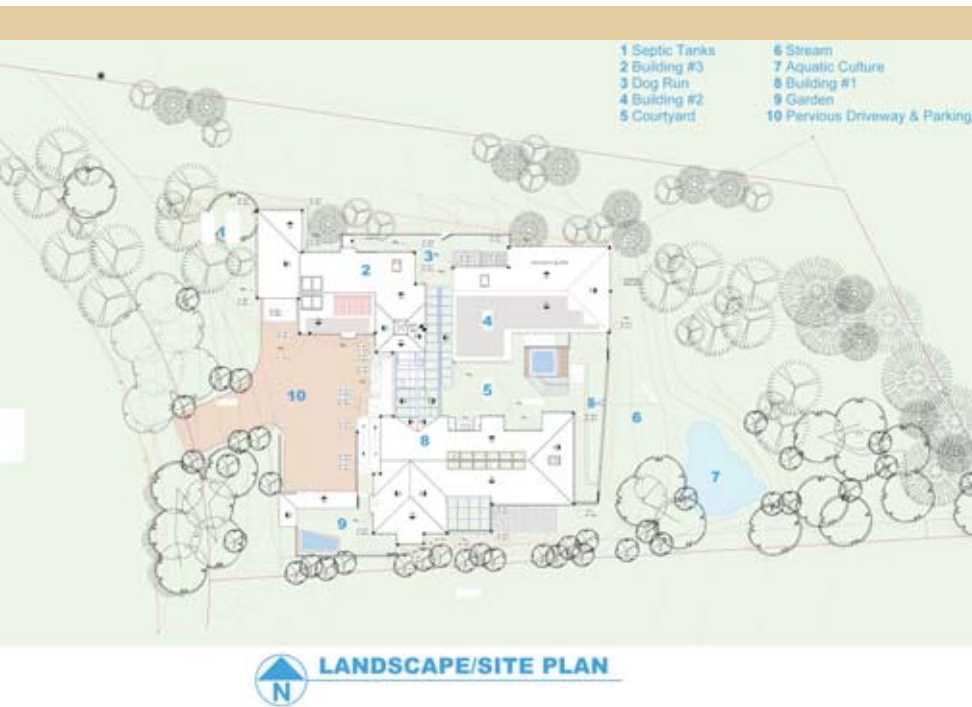 1 Septic Tanks
2 Building #3
3 Dog Run
4 Building #2
5 Courtyard
6 Stream
7 Aquatic Culture
8 Building #1
9 Garden
10 Pervious Driveway & Parking
1
2
3
4
10
5
6
8
7
9
LANDSCAPE/SITE PLAN
N